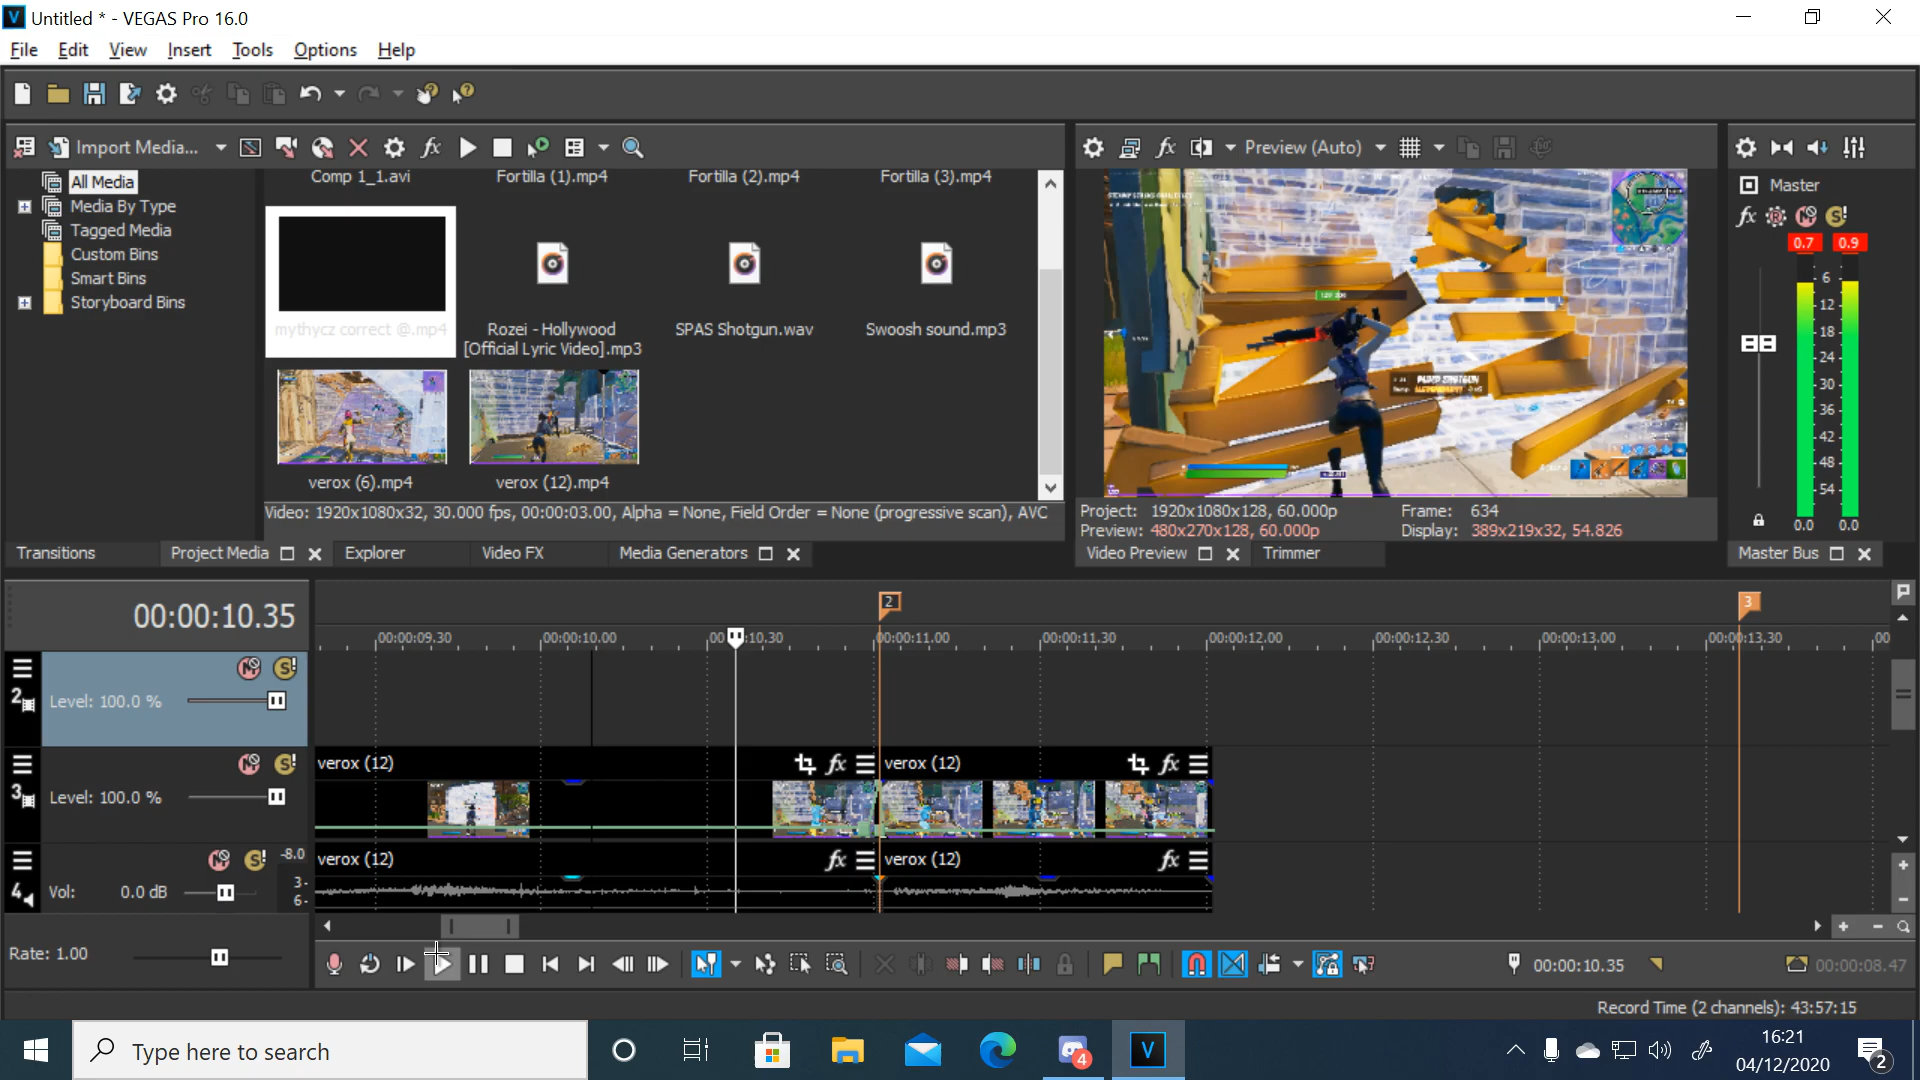 Untitled * - VEGAS Pro 16.0
File Edit View Insert Tools Options Help
Import Media...
Preview (Auto)
All Media
Media By Type
Tagged Media
Custom Bins
Smart Bins
Storyboard Bins
Comp 1_1.avi
Fortilla (1).mp4
Fortilla (2).mp4
Fortilla (3).mp4
mythycz correct @.mp4
Rozei - Hollywood
[Official Lyric Video].mp3
SPAS Shotgun.wav
Swoosh sound.mp3
verox (6).mp4
verox (12).mp4
Video: 1920x1080x32, 30.000 fps, 00:00:03.00, Alpha = None, Field Order = None (progressive scan), AVC
Project: 1920x1080x128, 60.000p
Frame: 634
Preview: 480x270x128, 60.000p
Display: 389x219x32, 54.826
Master
0.7 0.9
6
12
18
24
30
36
42
48
54
0.0 0.0
Transitions
Project Media
Explorer
Video FX
Media Generators
Video Preview
Trimmer
Master Bus
00:00:10.35
2
3
00:00:09.30
00:00:10.00
00:00:11.00
00:00:11.30
00:00:12.00
00:00:12.30
00:00:13.00
00:00:13.30
00
2
Level: 100.0 %
3
Level: 100.0 %
verox (12)
verox (12)
4
Vol: 0.0 dB
-8.0
3-
6-
verox (12)
verox (12)
Rate: 1.00
00:00:10.35
00:00:08.47
Record Time (2 channels): 43:57:15
Type here to search
4
16:21
04/12/2020
2